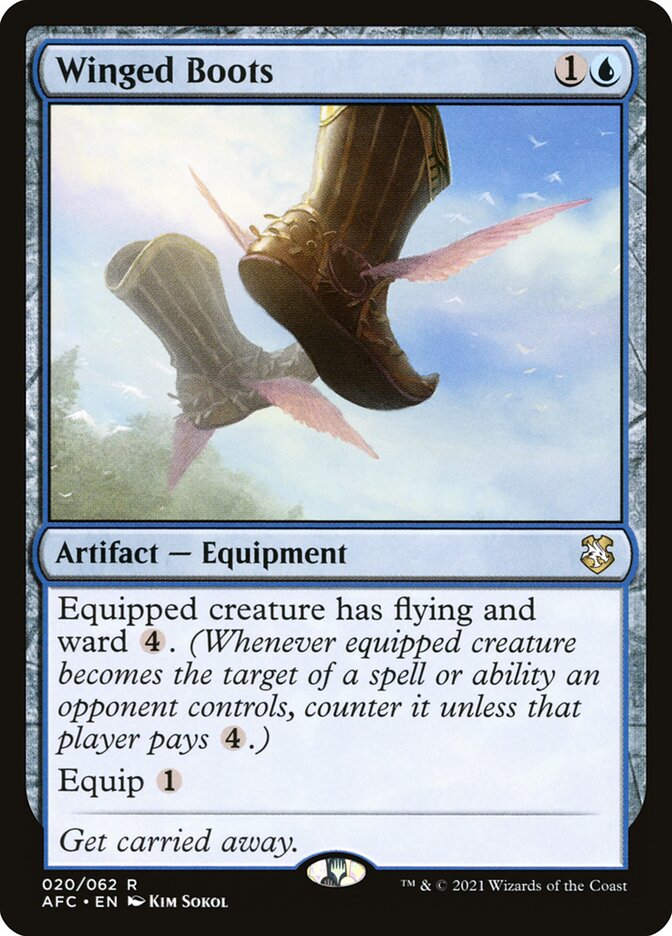 Winged Boots 1
Artifact — Equipment
Equipped creature has flying and
ward 4. (Whenever equipped creature
becomes the target of a spell or ability an
opponent controls, counter it unless that
player pays 4.)
Equip 1
Get carried away.
020/062 R
AFC • EN Kim Sokol
™ & © 2021 Wizards of the Coast